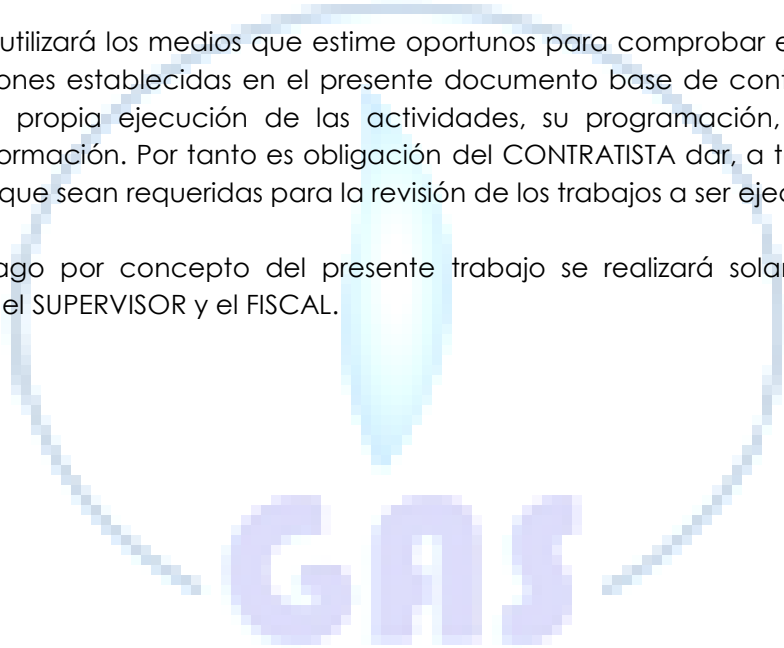 utilizará los medios que estime oportunos para comprobar e
ones establecidas en el presente documento base de con
propia ejecución de las actividades, su programación,
ormación. Por tanto es obligación del CONTRATISTA dar, a t
que sean requeridas para la revisión de los trabajos a ser eje
ago por concepto del presente trabajo se realizará sola
el SUPERVISOR y el FISCAL.
GAS